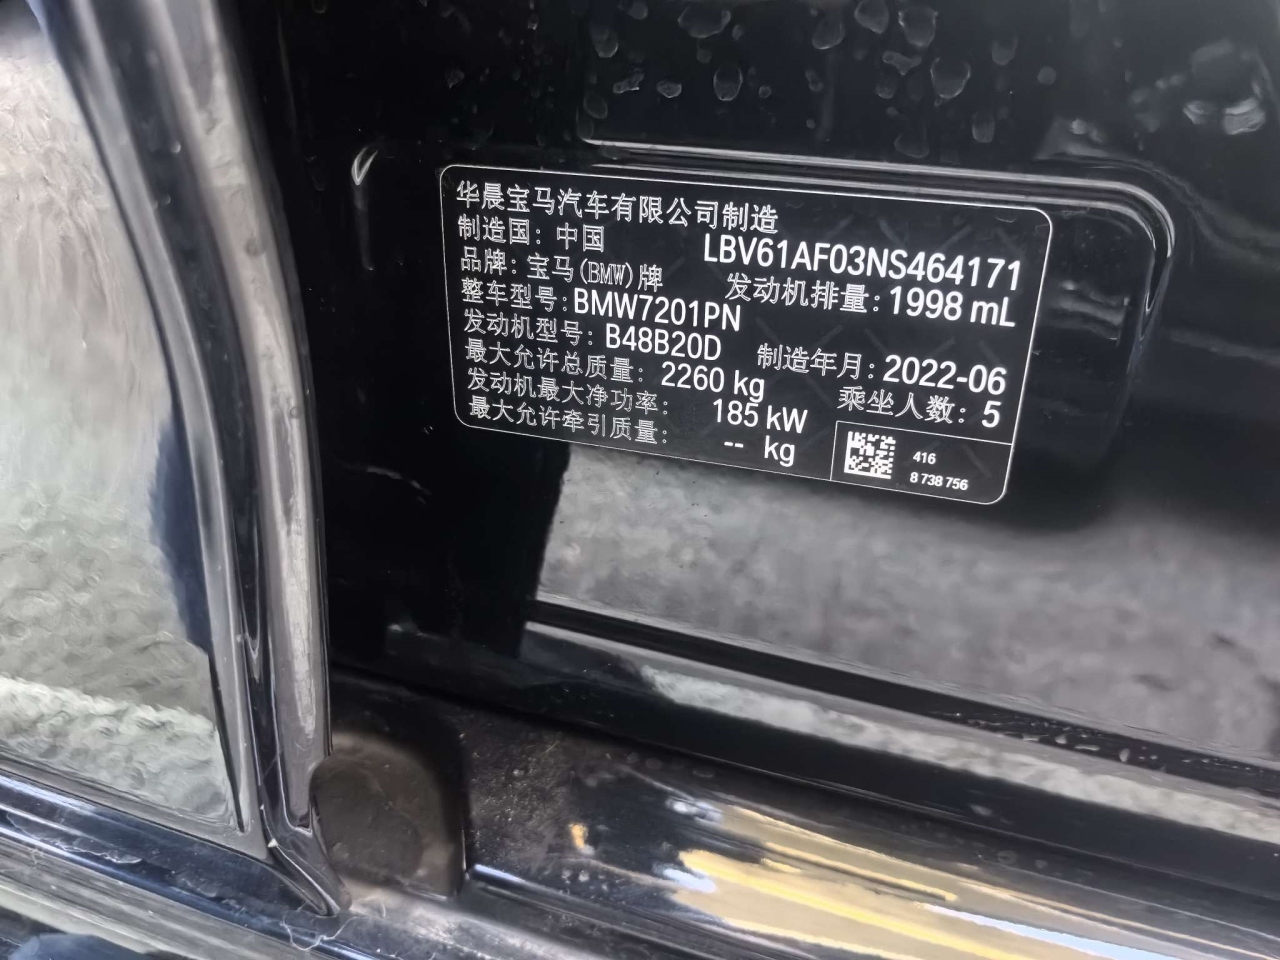 华晨宝马汽车有限公司制造
制造国: 中国
LBV61AF03NS464171
品牌: 宝马(BMW)牌
发动机排量: 1998 mL
整车型号: BMW7201PN
发动机型号: B48B20D
制造年月: 2022-06
最大允许总质量: 2260 kg
乘坐人数: 5
发动机最大净功率: 185 kW
最大允许牵引质量: -- kg
416
8 738 756